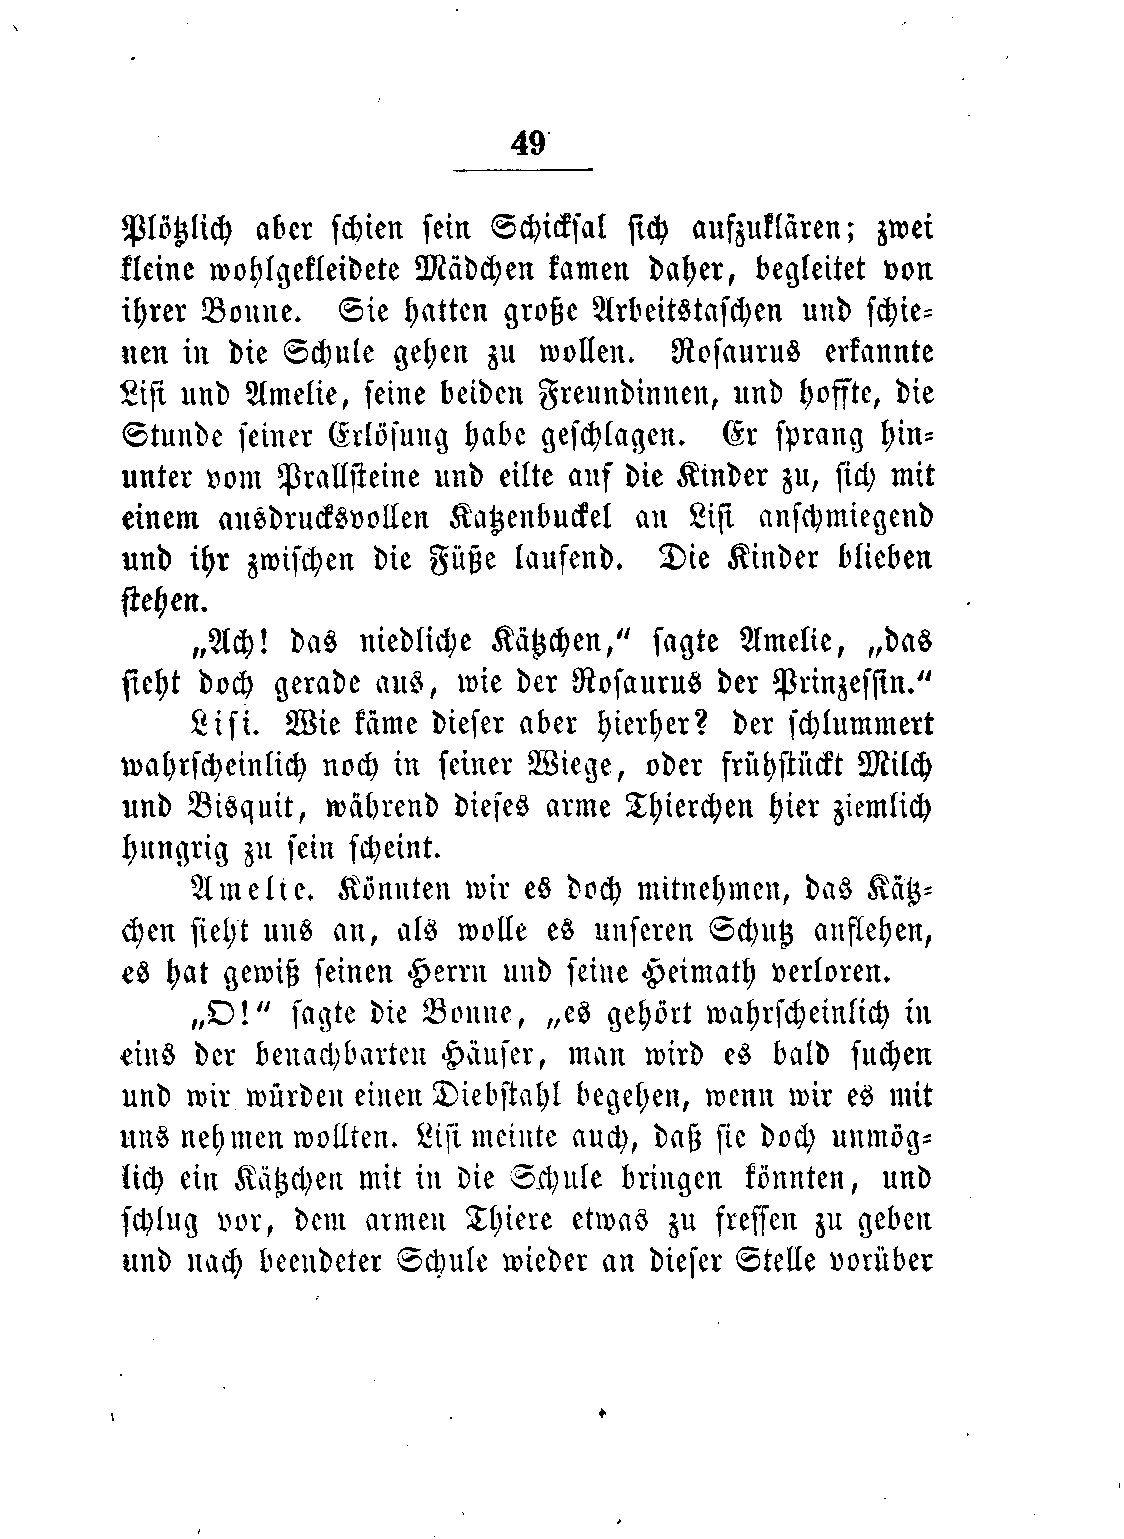 49
Plötzlich aber schien sein Schicksal sich aufzuklären; zwei
kleine wohlgekleidete Mädchen kamen daher, begleitet von
ihrer Bonne. Sie hatten große Arbeitstaschen und schie-
nen in die Schule gehen zu wollen. Rosaurus erkannte
Lisi und Amelie, seine beiden Freundinnen, und hoffte, die
Stunde seiner Erlösung habe geschlagen. Er sprang hin-
unter vom Prallsteine und eilte auf die Kinder zu, sich mit
einem ausdrucksvollen Katzenbuckel an Lisi anschmiegend
und ihr zwischen die Füße laufend. Die Kinder blieben
stehen.
„Ach! das niedliche Kätzchen,“ sagte Amelie, „das
sieht doch gerade aus, wie der Rosaurus der Prinzessin.“
Lisi. Wie käme dieser aber hierher? der schlummert
wahrscheinlich noch in seiner Wiege, oder frühstückt Milch
und Bisquit, während dieses arme Thierchen hier ziemlich
hungrig zu sein scheint.
Amelie. Könnten wir es doch mitnehmen, das Kätz-
chen sieht uns an, als wolle es unseren Schutz anflehen,
es hat gewiß seinen Herrn und seine Heimath verloren.
„O!“ sagte die Bonne, „es gehört wahrscheinlich in
eins der benachbarten Häuser, man wird es bald suchen
und wir würden einen Diebstahl begehen, wenn wir es mit
uns nehmen wollten. Lisi meinte auch, daß sie doch unmög-
lich ein Kätzchen mit in die Schule bringen könnten, und
schlug vor, dem armen Thiere etwas zu fressen zu geben
und nach beendeter Schule wieder an dieser Stelle vorüber